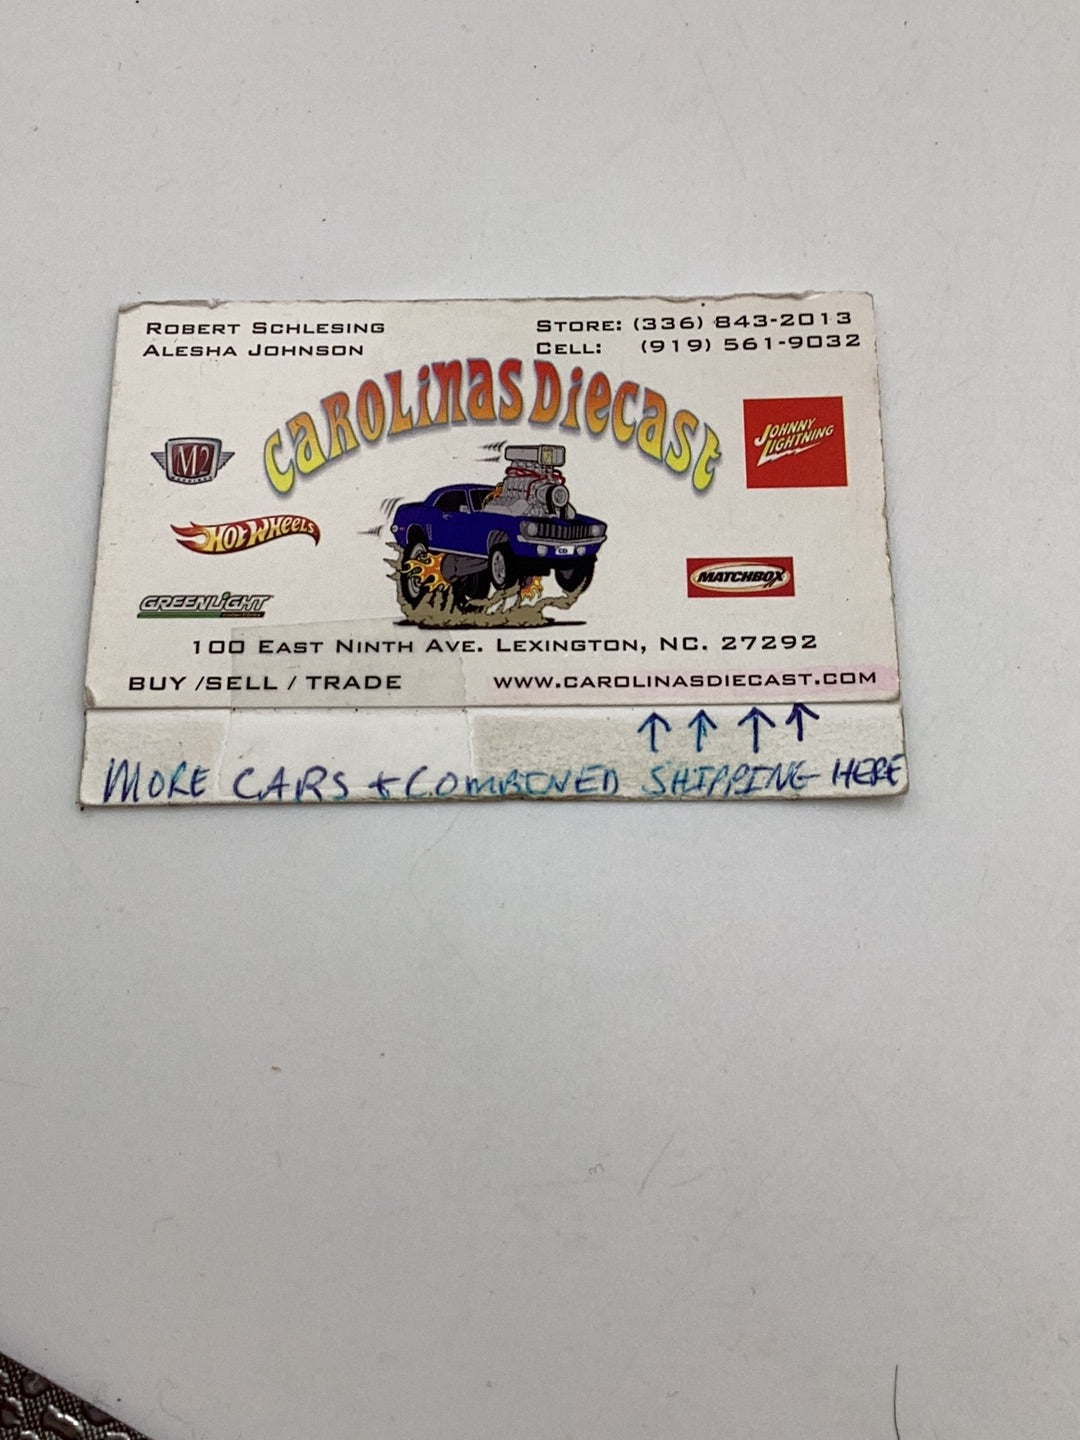 ROBERT SCHLESING
ALESHA JOHNSON
STORE: (336) 843-2013
CELL: (919) 561-9032
CAROLINAS DIECAST
M2
JOHNNY LIGHTNING
HOT WHEELS
CD
MATCHBOX
GREENLIGHT
100 EAST NINTH AVE. LEXINGTON, NC. 27292
BUY /SELL / TRADE
WWW.CAROLINASDIECAST.COM
MORE CARS + COMBINED SHIPPING HERE